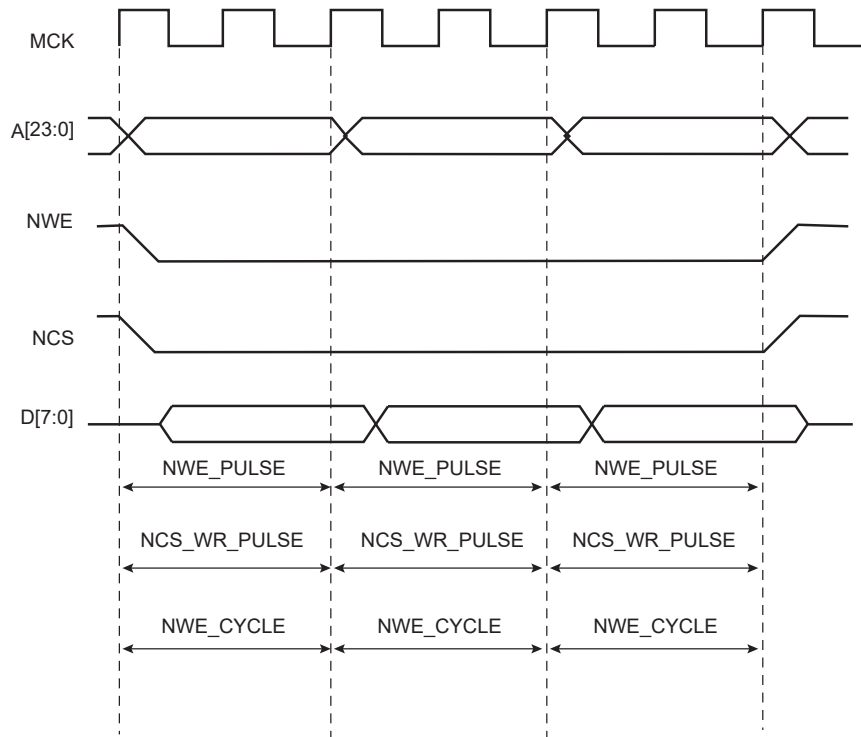 MCK
A[23:0]
NWE
NCS
D[7:0]
NWE_PULSE NWE_PULSE NWE_PULSE
NCS_WR_PULSE NCS_WR_PULSE NCS_WR_PULSE
NWE_CYCLE NWE_CYCLE NWE_CYCLE